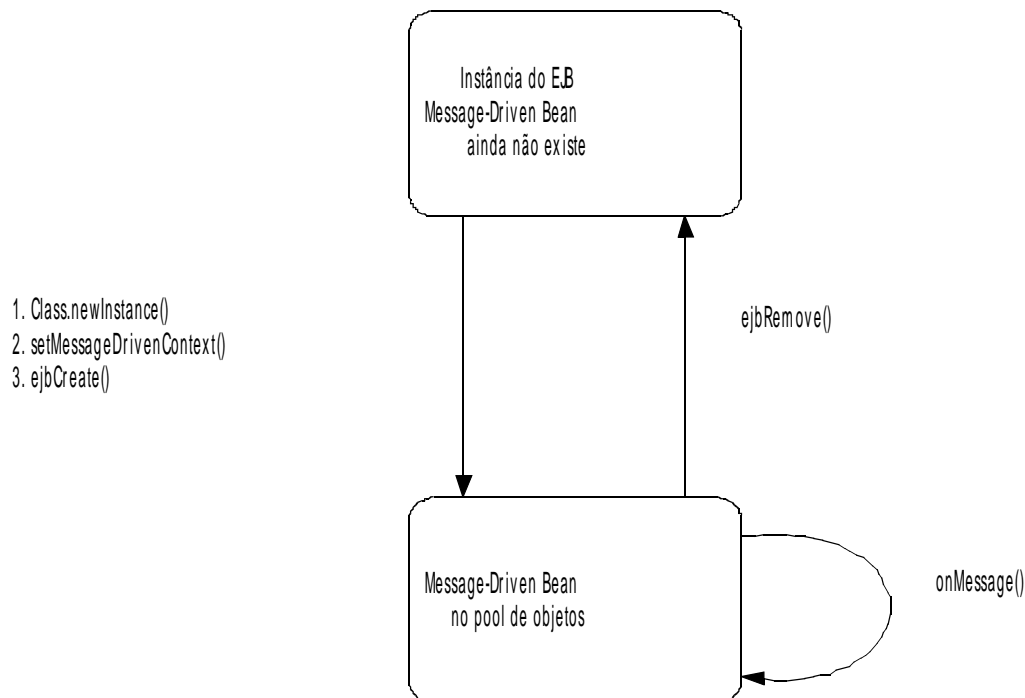 Instância do EJB
Message-Driven Bean
ainda não existe
1. Class.newInstance()
2. setMessageDrivenContext()
3. ejbCreate()
ejbRemove()
Message-Driven Bean
no pool de objetos
onMessage()